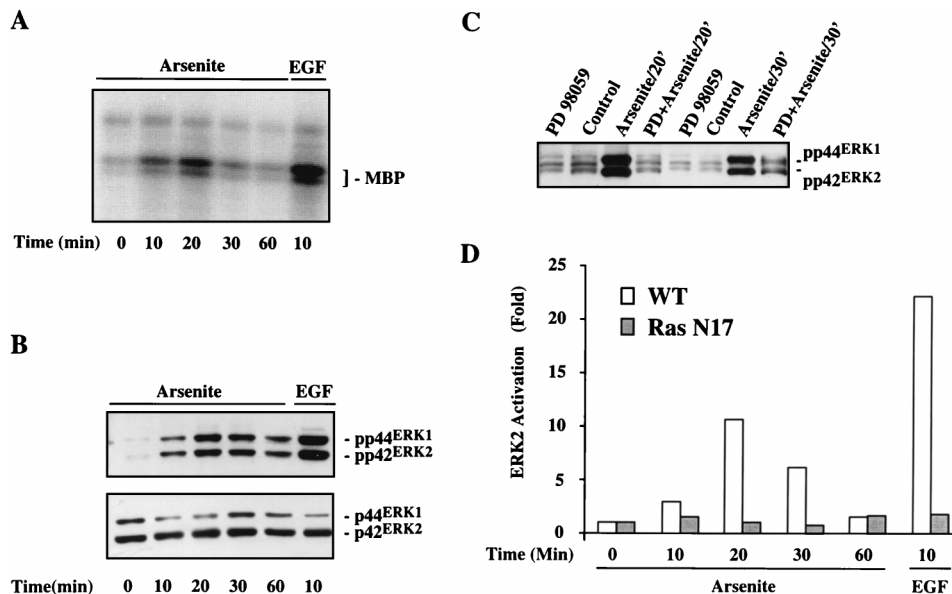 A
Arsenite EGF
] - MBP
Time (min) 0 10 20 30 60 10
B
Arsenite EGF
- pp44ERK1
- pp42ERK2
- p44ERK1
- p42ERK2
Time(min) 0 10 20 30 60 10
C
PD 98059
Control
Arsenite/20'
PD+Arsenite/20'
PD 98059
Control
Arsenite/30'
PD+Arsenite/30'
pp44ERK1
pp42ERK2
D
ERK2 Activation (Fold)
25
20
15
10
5
0
WT
Ras N17
Time (Min) 0 10 20 30 60 10
Arsenite EGF